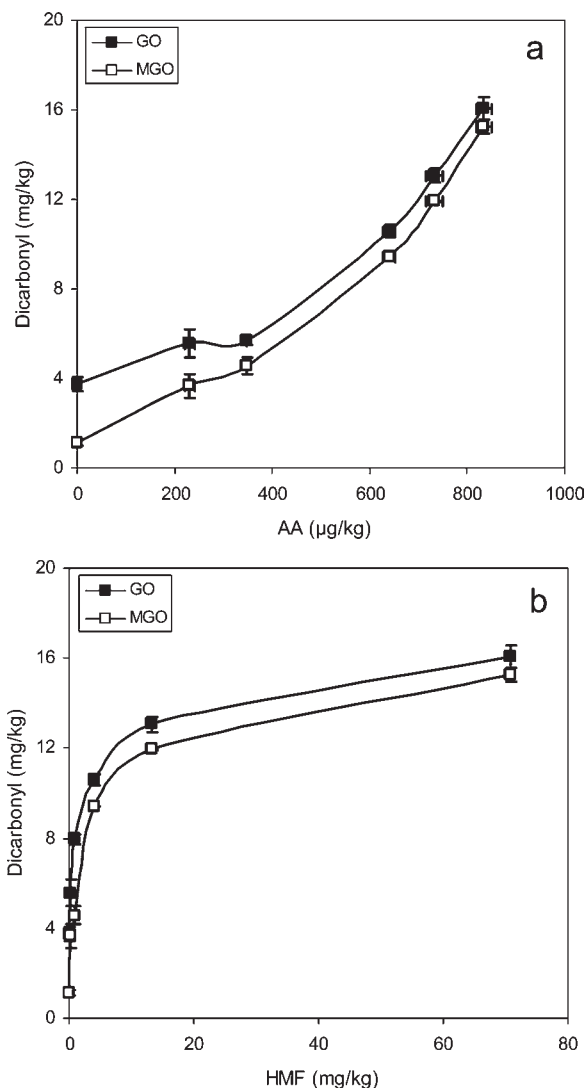 20
16
12
8
4
0
Dicarbonyl (mg/kg)
GO
MGO
a
0 200 400 600 800 1000
AA (µg/kg)
20
16
12
8
4
0
Dicarbonyl (mg/kg)
GO
MGO
b
0 20 40 60 80
HMF (mg/kg)